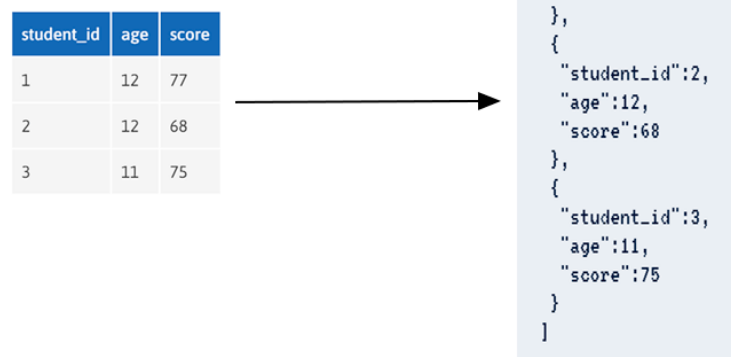 student_id age score
1 12 77
2 12 68
3 11 75
},
{
"student_id":2,
"age":12,
"score":68
},
{
"student_id":3,
"age":11,
"score":75
}
]